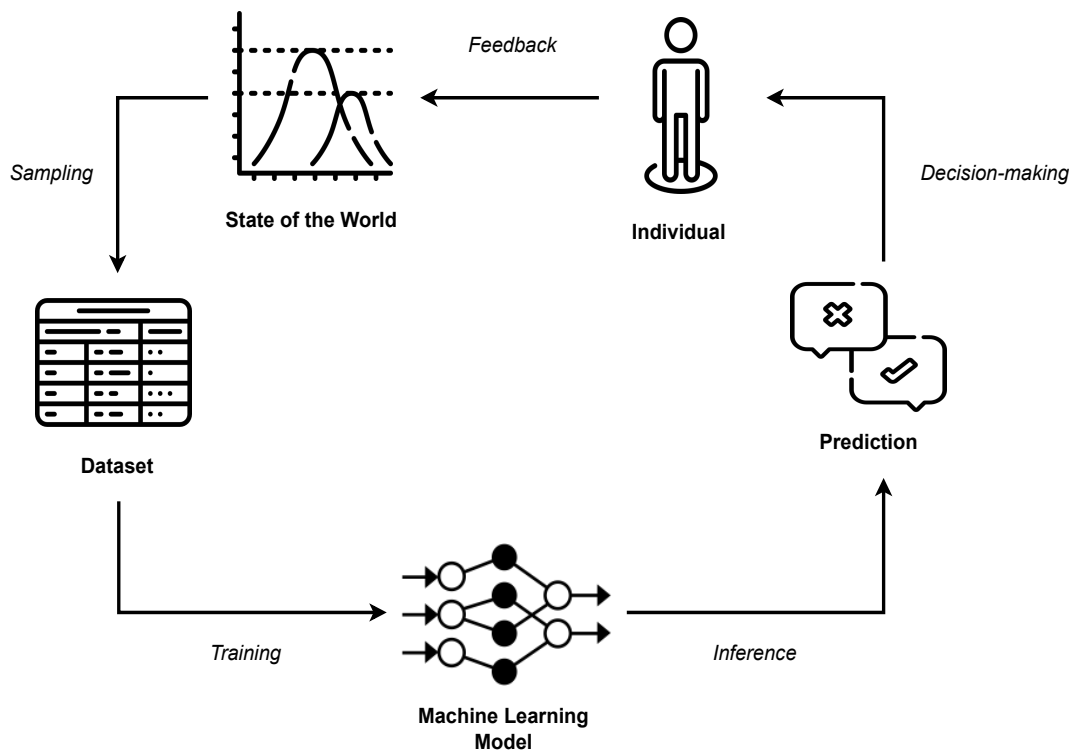 Feedback
Sampling
Decision-making
State of the World
Individual
Dataset
Prediction
Training
Inference
Machine Learning
Model